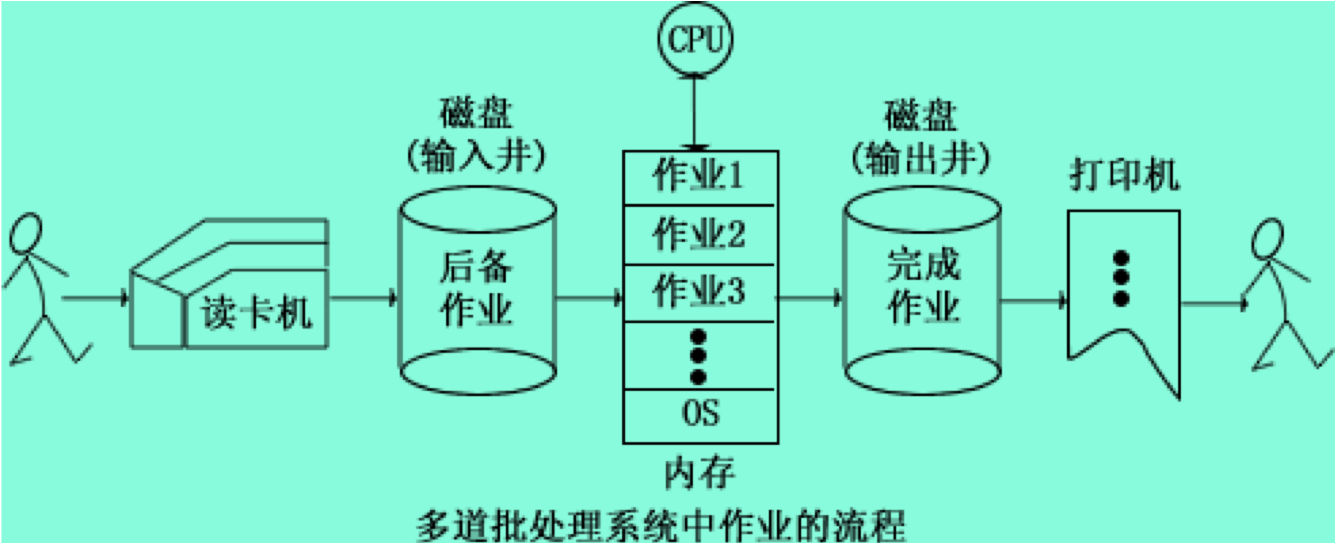 CPU
磁盘
(输入井)
磁盘
(输出井)
打印机
读卡机
后备
作业
作业1
作业2
作业3
OS
内存
完成
作业
多道批处理系统中作业的流程